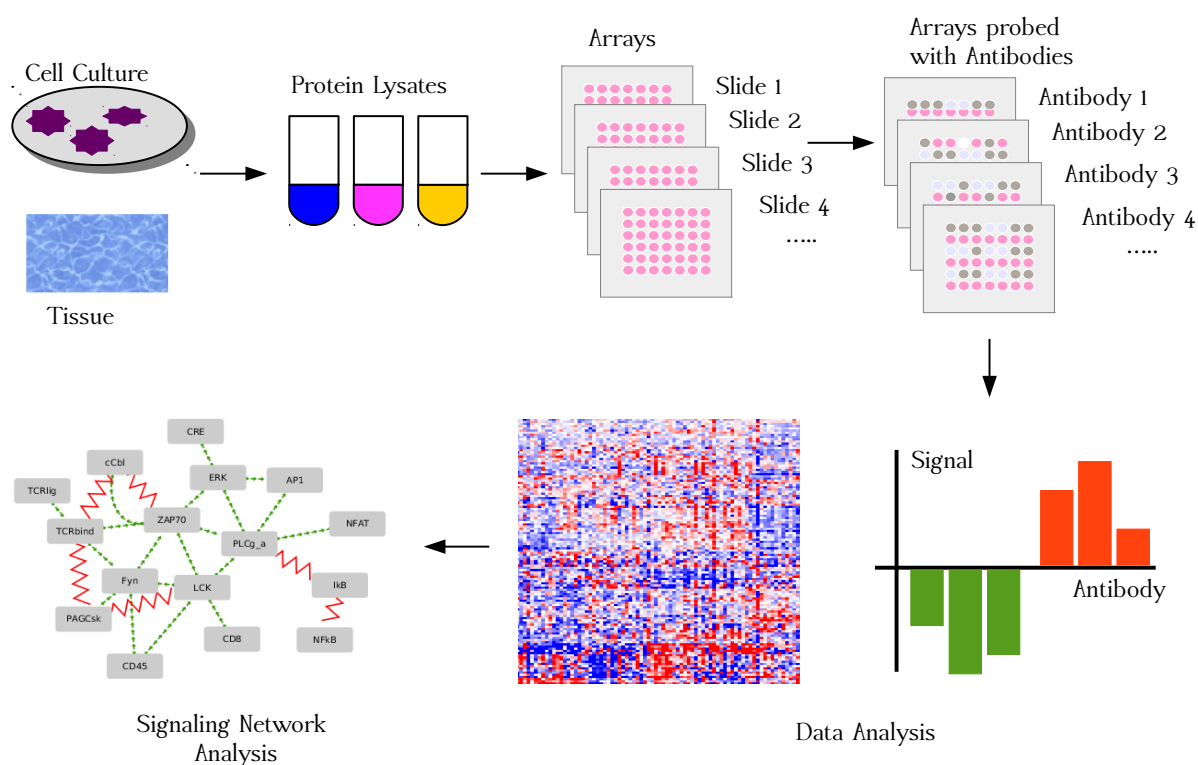 Cell Culture
Protein Lysates
Arrays
Arrays probed
with Antibodies
Slide 1
Slide 2
Slide 3
Slide 4
.....
Antibody 1
Antibody 2
Antibody 3
Antibody 4
.....
Tissue
CRE
cCbl
ERK
AP1
TCRlig
ZAP70
NFAT
TCRbind
PLCg_a
Fyn
LCK
IkB
PAGCsk
CD8
NFkB
CD45
Signal
Antibody
Signaling Network
Analysis
Data Analysis